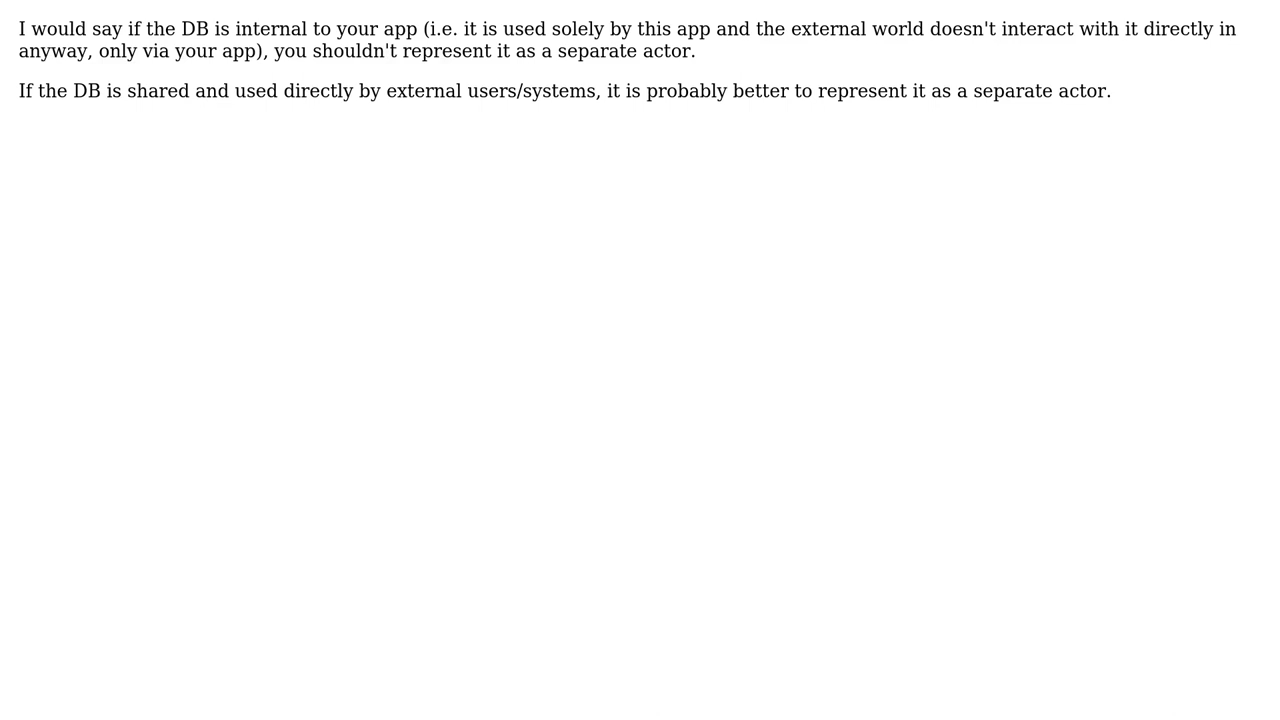 I would say if the DB is internal to your app (i.e. it is used solely by this app and the external world doesn't interact with it directly in
anyway, only via your app), you shouldn't represent it as a separate actor.
If the DB is shared and used directly by external users/systems, it is probably better to represent it as a separate actor.